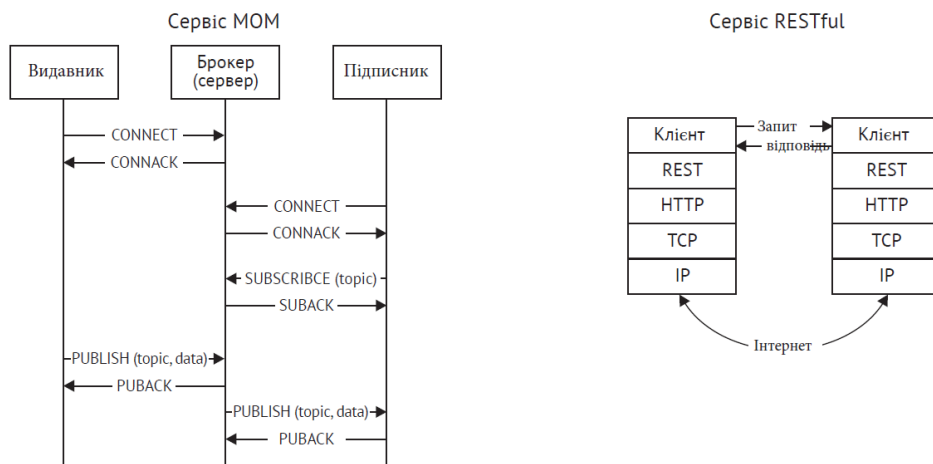 Сервіс MOM
Видавник
Брокер
(сервер)
Підписник
CONNECT
CONNACK
CONNECT
CONNACK
SUBSCRIBCE (topic)
SUBACK
PUBLISH (topic, data)
PUBACK
PUBLISH (topic, data)
PUBACK
Сервіс RESTful
Клієнт
REST
HTTP
TCP
IP
Запит
відповідь
Клієнт
REST
HTTP
TCP
IP
Інтернет